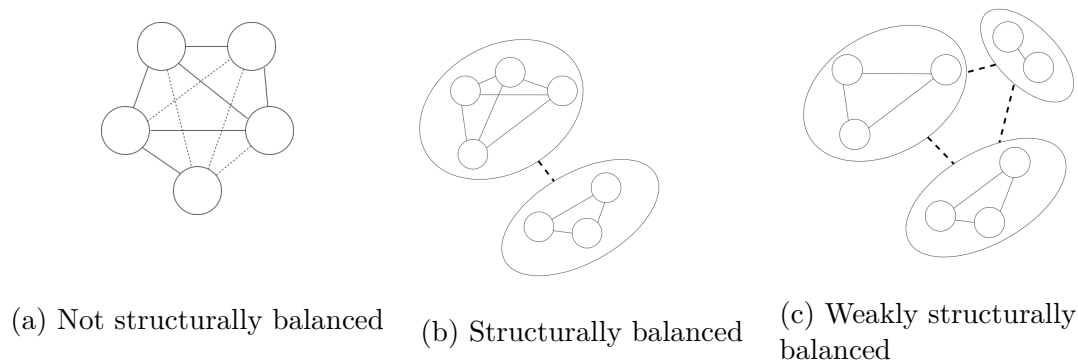 (a) Not structurally balanced
(b) Structurally balanced
(c) Weakly structurally
balanced